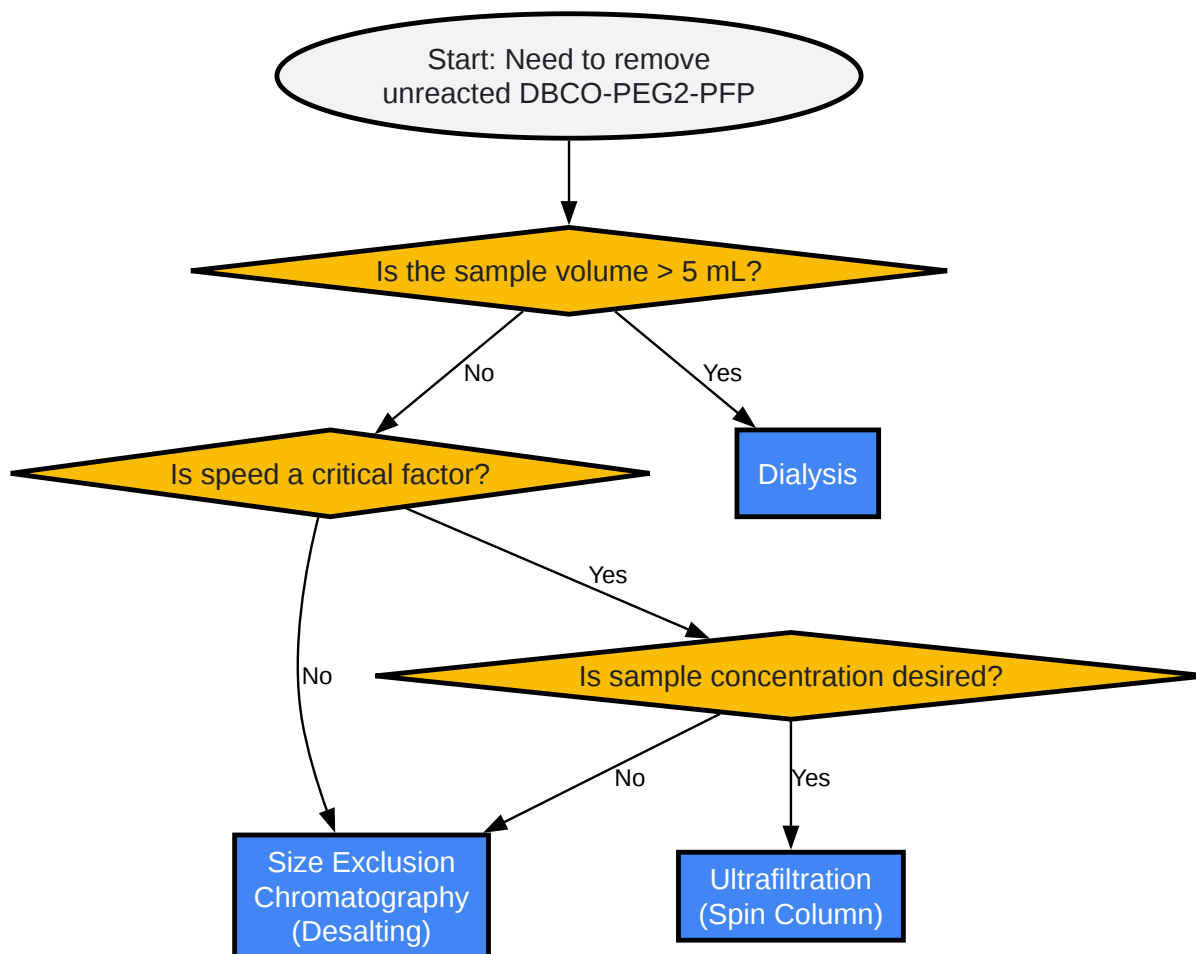 Start: Need to remove
unreacted DBCO-PEG2-PFP
Is the sample volume > 5 mL?
No
Yes
Is speed a critical factor?
Dialysis
Yes
Is sample concentration desired?
No
No
Yes
Size Exclusion
Chromatography
(Desalting)
Ultrafiltration
(Spin Column)